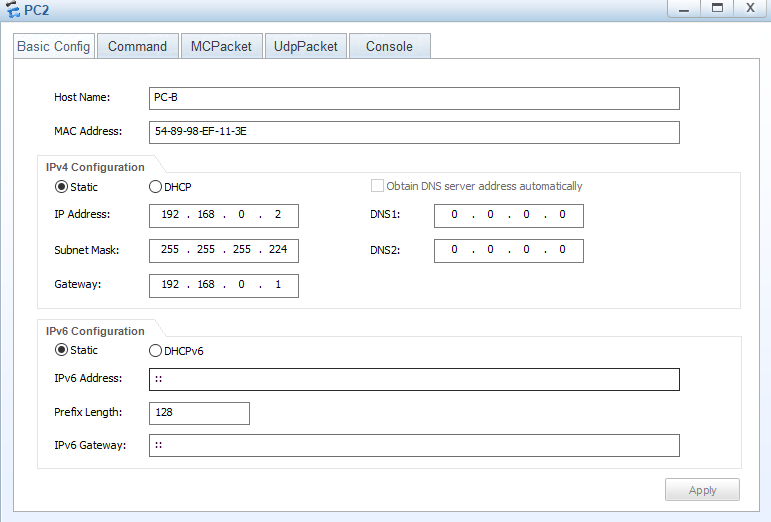 PC2
Basic Config Command MCPacket UdpPacket Console
Host Name: PC-B
MAC Address: 54-89-98-EF-11-3E
IPv4 Configuration
Static DHCP Obtain DNS server address automatically
IP Address: 192 . 168 . 0 . 2 DNS1: 0 . 0 . 0 . 0
Subnet Mask: 255 . 255 . 255 . 224 DNS2: 0 . 0 . 0 . 0
Gateway: 192 . 168 . 0 . 1
IPv6 Configuration
Static DHCPv6
IPv6 Address: ::
Prefix Length: 128
IPv6 Gateway: ::
Apply